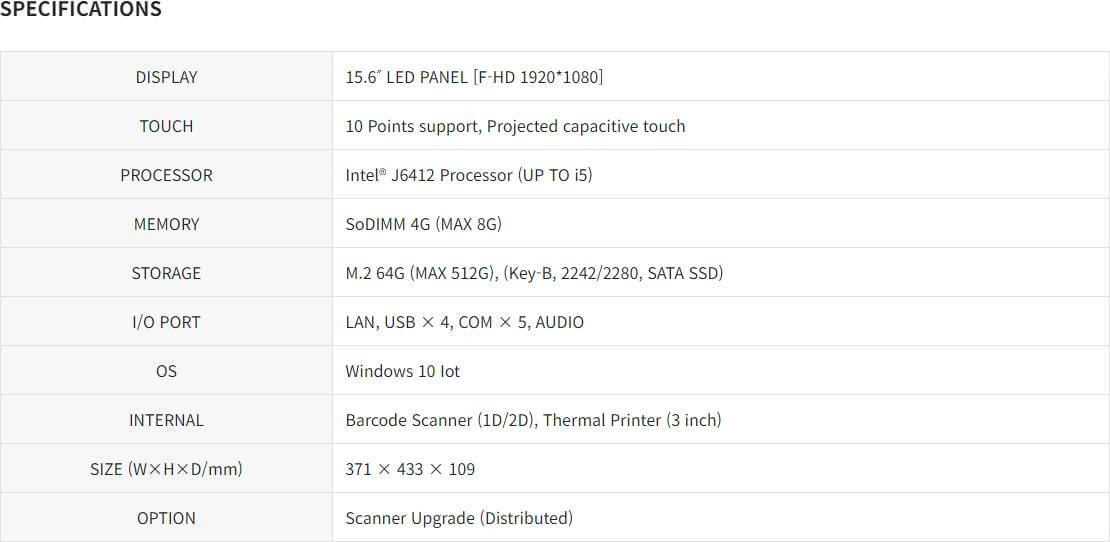 SPECIFICATIONS
DISPLAY 15.6″ LED PANEL [F-HD 1920*1080]
TOUCH 10 Points support, Projected capacitive touch
PROCESSOR Intel® J6412 Processor (UP TO i5)
MEMORY SoDIMM 4G (MAX 8G)
STORAGE M.2 64G (MAX 512G), (Key-B, 2242/2280, SATA SSD)
I/O PORT LAN, USB × 4, COM × 5, AUDIO
OS Windows 10 Iot
INTERNAL Barcode Scanner (1D/2D), Thermal Printer (3 inch)
SIZE (W×H×D/mm) 371 × 433 × 109
OPTION Scanner Upgrade (Distributed)